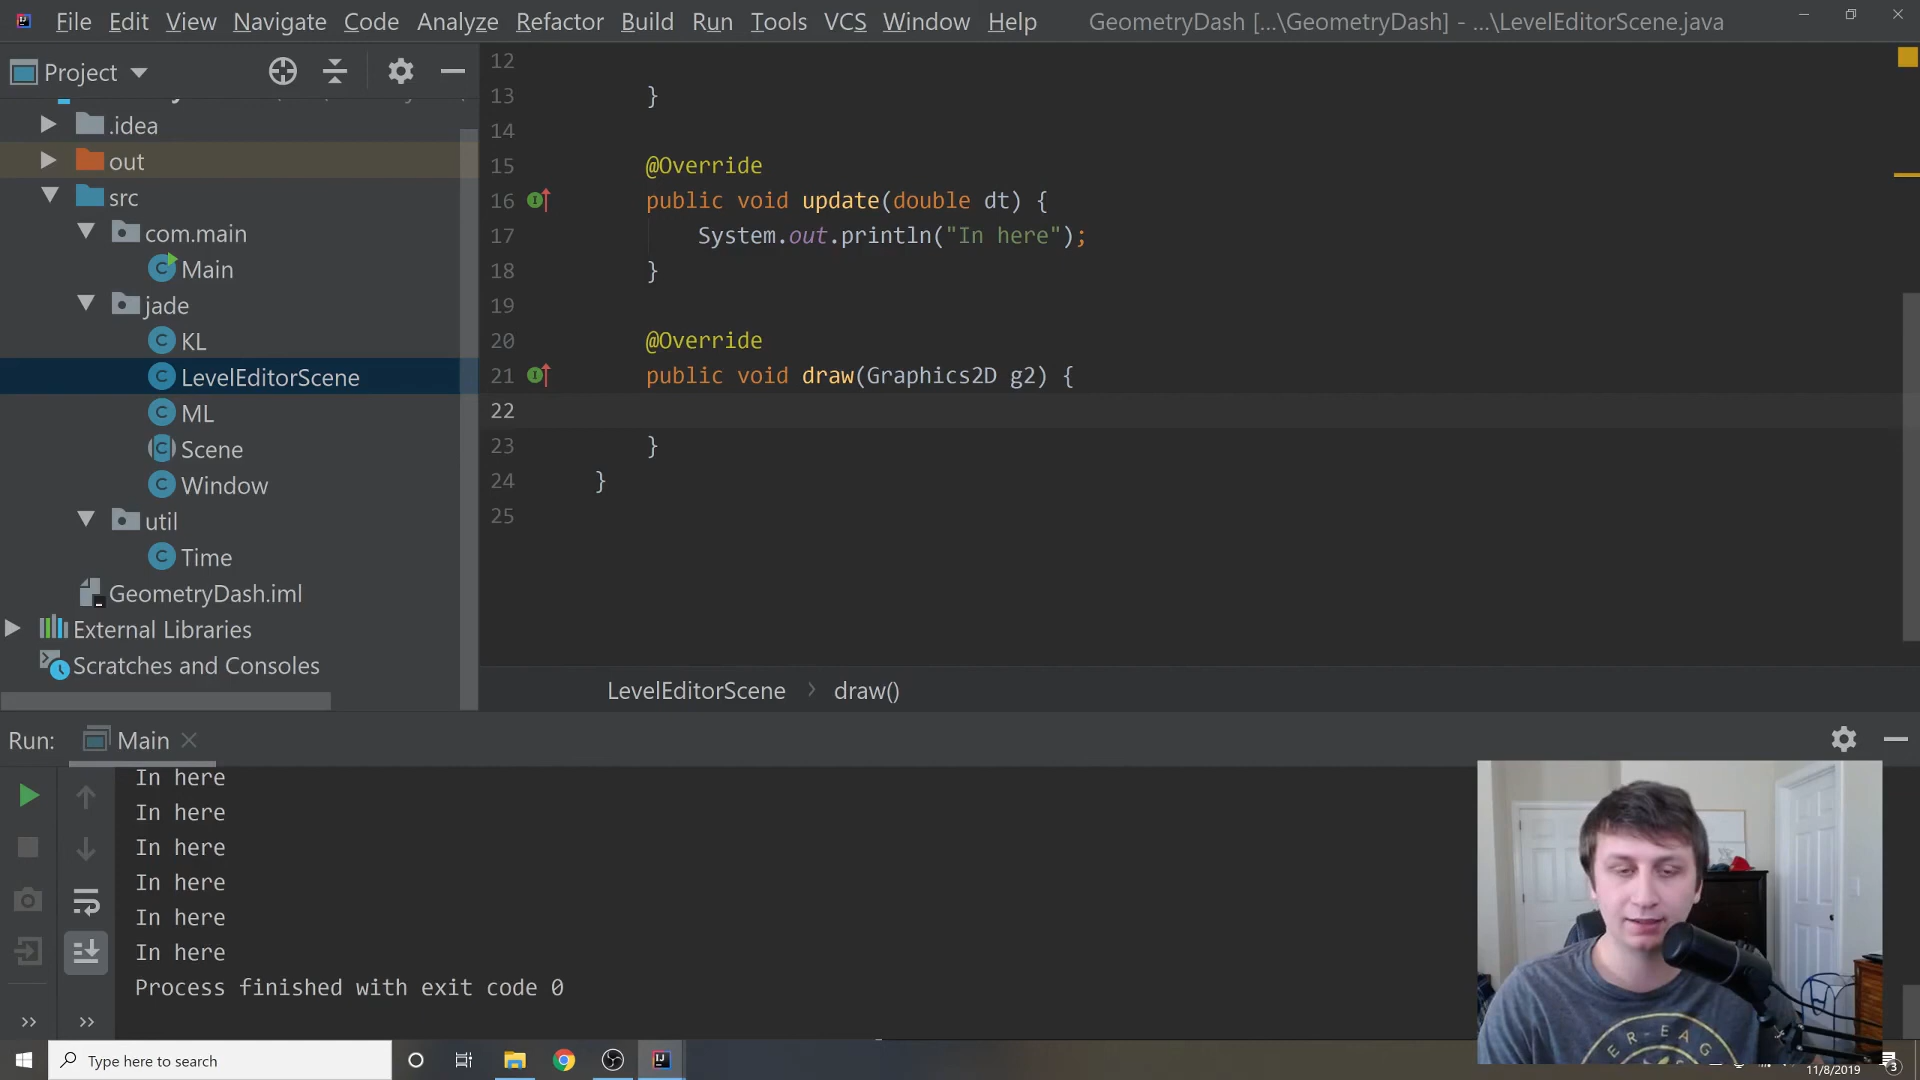 File Edit View Navigate Code Analyze Refactor Build Run Tools VCS Window Help GeometryDash [...\GeometryDash] - ...\LevelEditorScene.java
Project
.idea
out
src
com.main
Main
jade
KL
LevelEditorScene
ML
Scene
Window
util
Time
GeometryDash.iml
External Libraries
Scratches and Consoles
12
13 }
14
15 @Override
16 public void update(double dt) {
17 System.out.println("In here");
18 }
19
20 @Override
21 public void draw(Graphics2D g2) {
22
23 }
24 }
25
LevelEditorScene > draw()
Run: Main
In here
In here
In here
In here
In here
In here
Process finished with exit code 0
Type here to search
11/8/2019
3